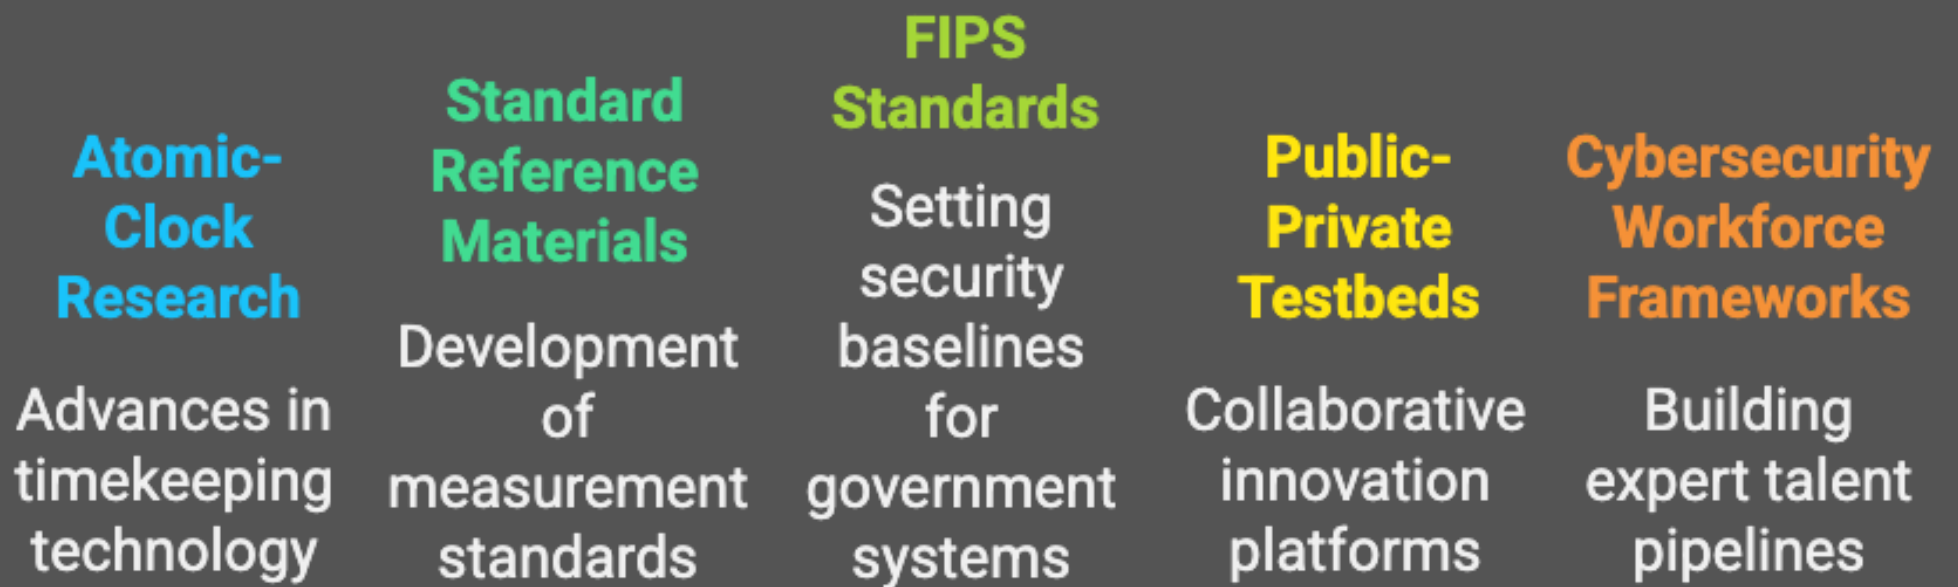 Atomic-
Clock
Research
Advances in
timekeeping
technology
Standard
Reference
Materials
Development
of
measurement
standards
FIPS
Standards
Setting
security
baselines
for
government
systems
Public-
Private
Testbeds
Collaborative
innovation
platforms
Cybersecurity
Workforce
Frameworks
Building
expert talent
pipelines